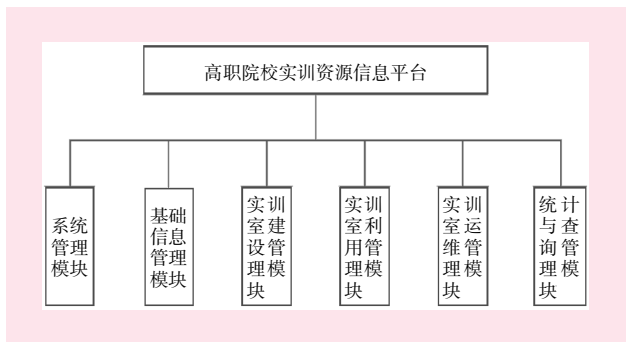 高职院校实训资源信息平台
系统
管理
模块
基础
信息
管理
模块
实训
室建
设管
理模
块
实训
室利
用管
理模
块
实训
室运
维管
理模
块
统计
与查
询管
理模
块